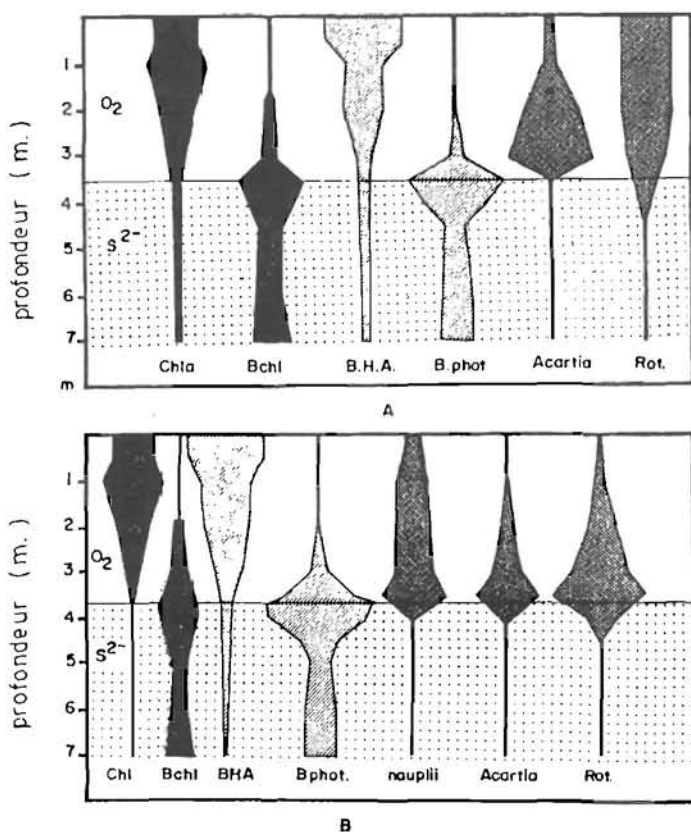 profondeur (m.)
1
2
3
4
5
6
7
m
O2
S2-
Chla Bchl B.H.A. B.phot Acartia Rot.
A
profondeur (m.)
1
2
3
4
5
6
7
O2
S2-
Chl Bchl BHA Bphot. nauplii Acartia Rot.
B